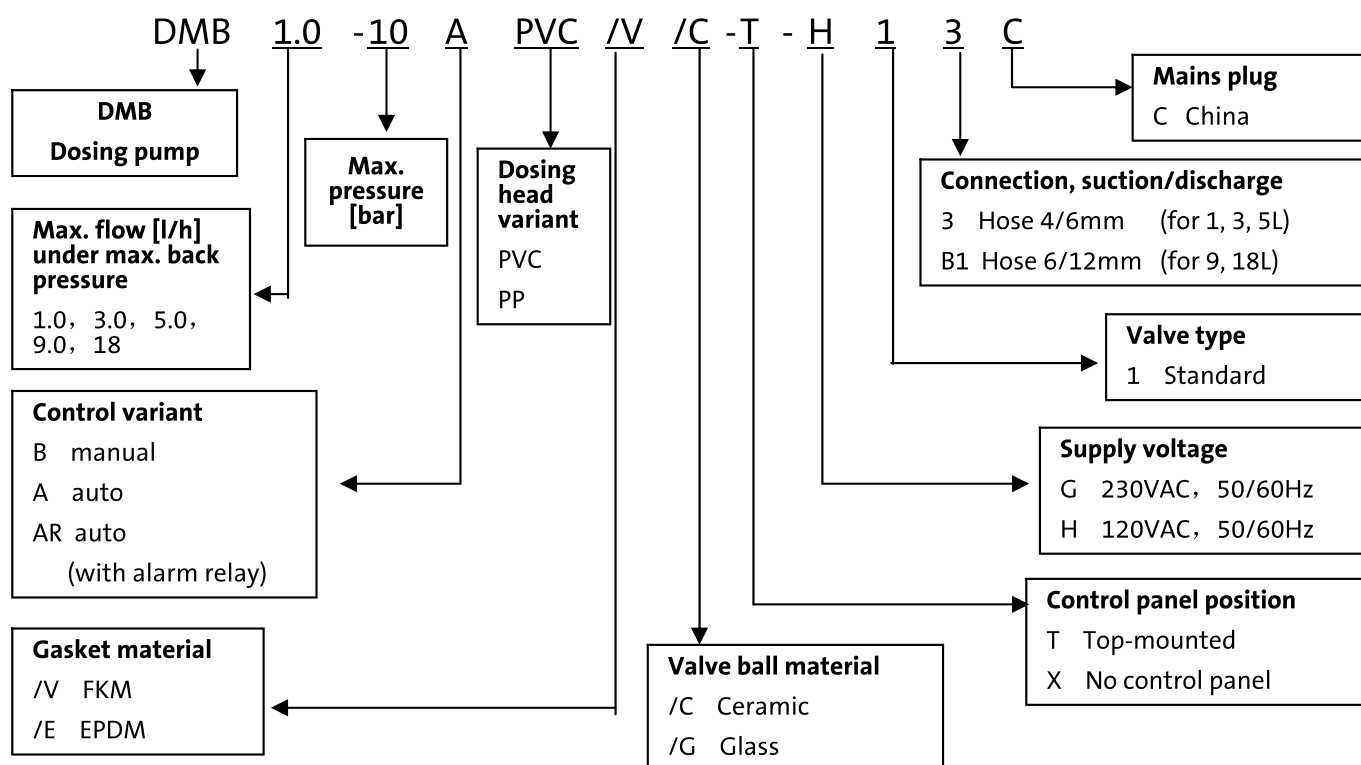 DMB 1.0 -10 A PVC /V /C -T - H 1 3 C
DMB
Dosing pump
Max. flow [l/h]
under max. back
pressure
1.0, 3.0, 5.0,
9.0, 18
Max.
pressure
[bar]
Control variant
B manual
A auto
AR auto
(with alarm relay)
Dosing
head
variant
PVC
PP
Gasket material
/V FKM
/E EPDM
Valve ball material
/C Ceramic
/G Glass
Control panel position
T Top-mounted
X No control panel
Supply voltage
G 230VAC, 50/60Hz
H 120VAC, 50/60Hz
Valve type
1 Standard
Connection, suction/discharge
3 Hose 4/6mm (for 1, 3, 5L)
B1 Hose 6/12mm (for 9, 18L)
Mains plug
C China